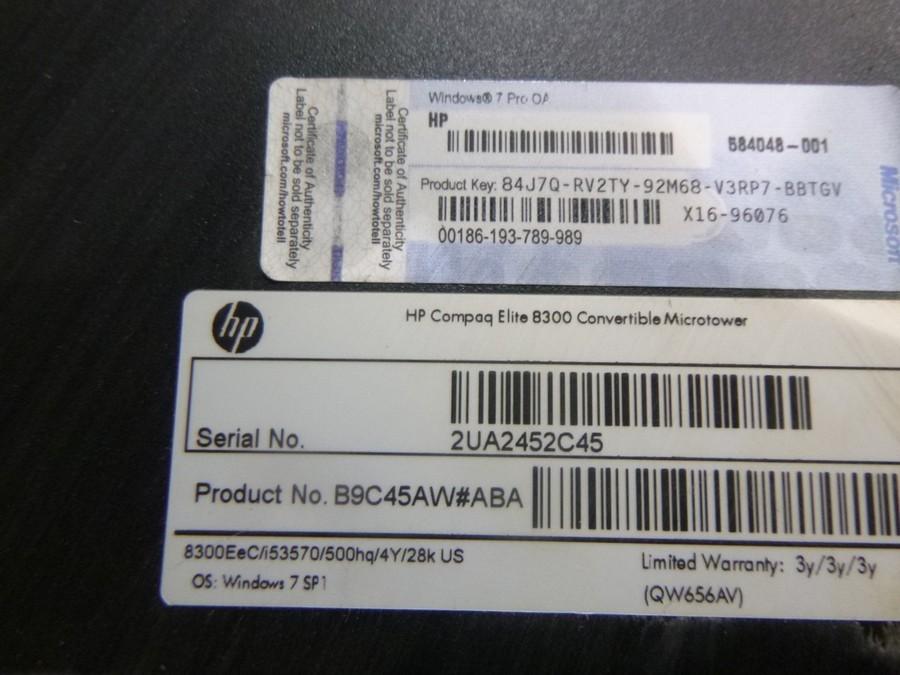 Windows® 7 Pro OA
HP
584048-001
Product Key: 84J7Q-RV2TY-92M68-V3RP7-BBTGV
X16-96076
00186-193-789-989
Certificate of Authenticity
Label not to be sold separately
microsoft.com/howtotell
Certificate of Authenticity
Label not to be sold separately
microsoft.com/howtotell
Microsoft
hp
HP Compaq Elite 8300 Convertible Microtower
Serial No.
2UA2452C45
Product No. B9C45AW#ABA
8300EeC/i53570/500hq/4Y/28k US
Limited Warranty: 3y/3y/3y
OS: Windows 7 SP1
(QW656AV)